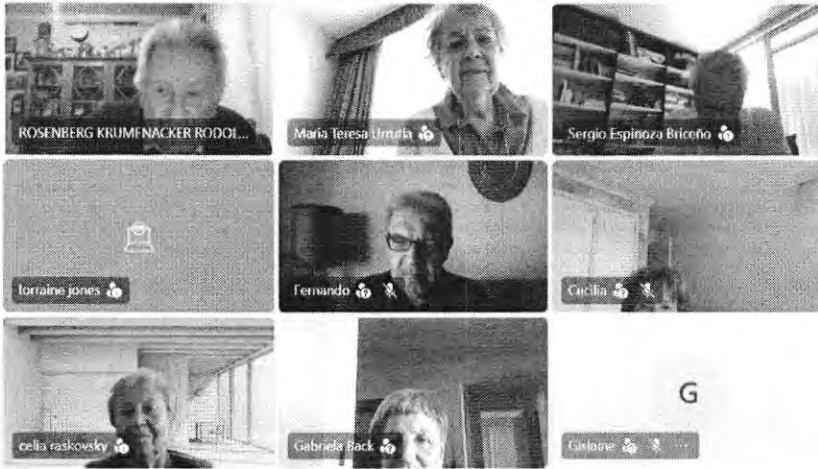 ROSENBERG KRUMENACKER RODOL...
Maria Teresa Urrutia
Sergio Espinoza Briceño
lorraine jones
Fernando
Cecilia
celia raskovsky
Gabriela Back
G
Gislaine